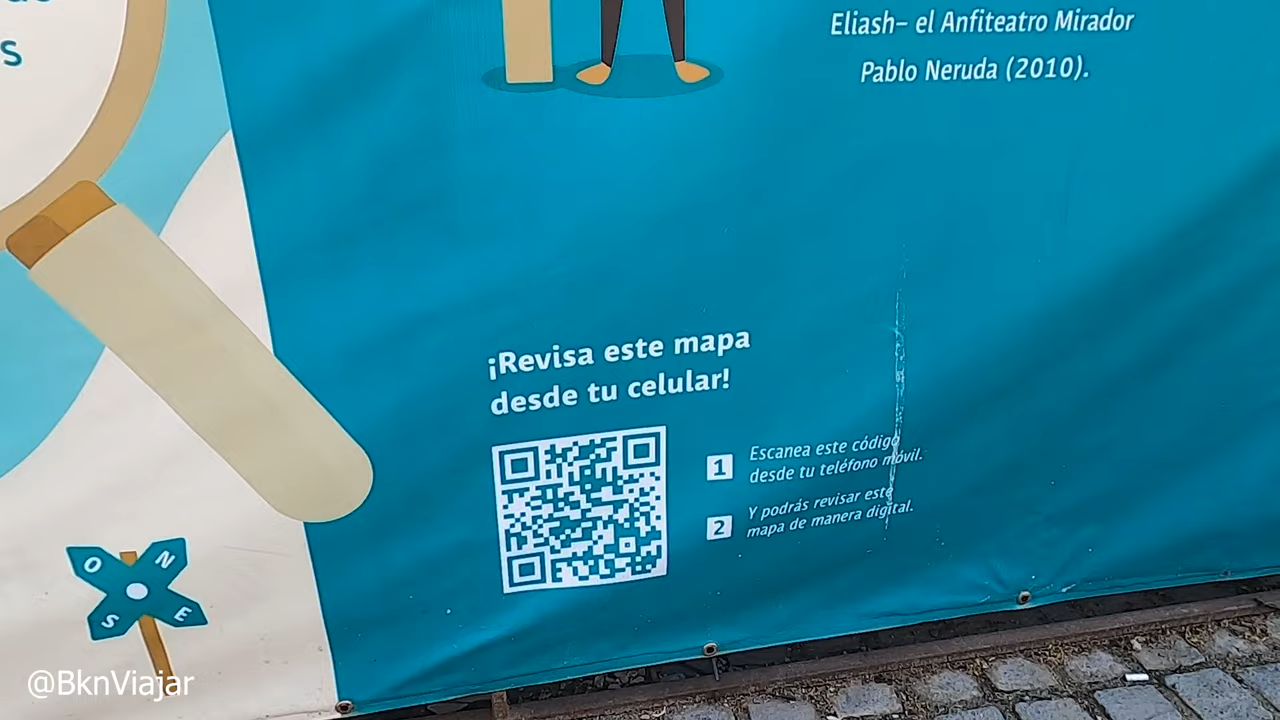 s
Eliash– el Anfiteatro Mirador
Pablo Neruda (2010).
¡Revisa este mapa
desde tu celular!
1 Escanea este código
desde tu teléfono móvil.
2 Y podrás revisar este
mapa de manera digital.
O N
S E
@BknViajar